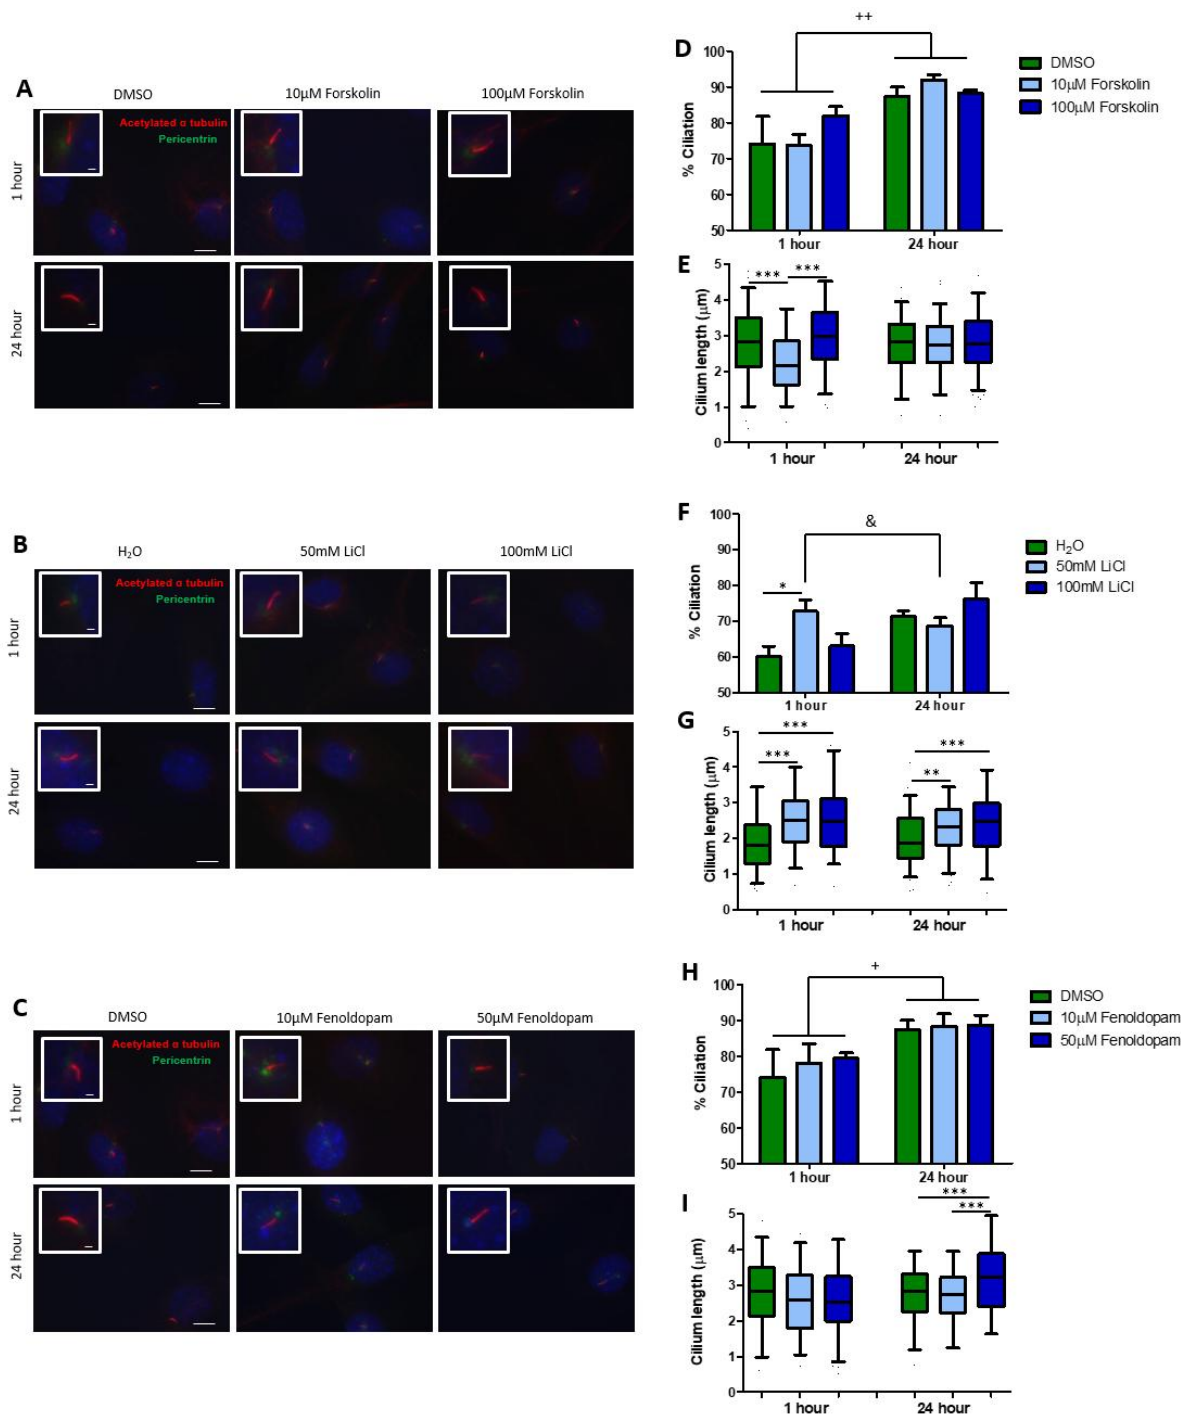 A
DMSO
10μM Forskolin
100μM Forskolin
1 hour
Acetylated α tubulin
Pericentrin
24 hour
D
++
% Ciliation
100
90
80
70
60
50
1 hour
24 hour
DMSO
10μM Forskolin
100μM Forskolin
E
Cilium length (μm)
5
4
3
2
1
0
*** ***
1 hour
24 hour
B
H₂O
50mM LiCl
100mM LiCl
1 hour
Acetylated α tubulin
Pericentrin
24 hour
F
&
% Ciliation
100
90
80
70
60
50
*
1 hour
24 hour
H₂O
50mM LiCl
100mM LiCl
G
Cilium length (μm)
5
4
3
2
1
0
***
***
***
**
1 hour
24 hour
C
DMSO
10μM Fenoldopam
50μM Fenoldopam
1 hour
Acetylated α tubulin
Pericentrin
24 hour
H
+
% Ciliation
100
90
80
70
60
50
1 hour
24 hour
DMSO
10μM Fenoldopam
50μM Fenoldopam
I
Cilium length (μm)
5
4
3
2
1
0
***
***
1 hour
24 hour